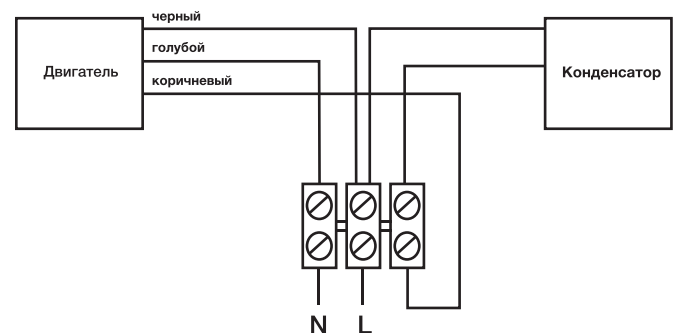 черный
голубой
Двигатель
коричневый
Конденсатор
N L